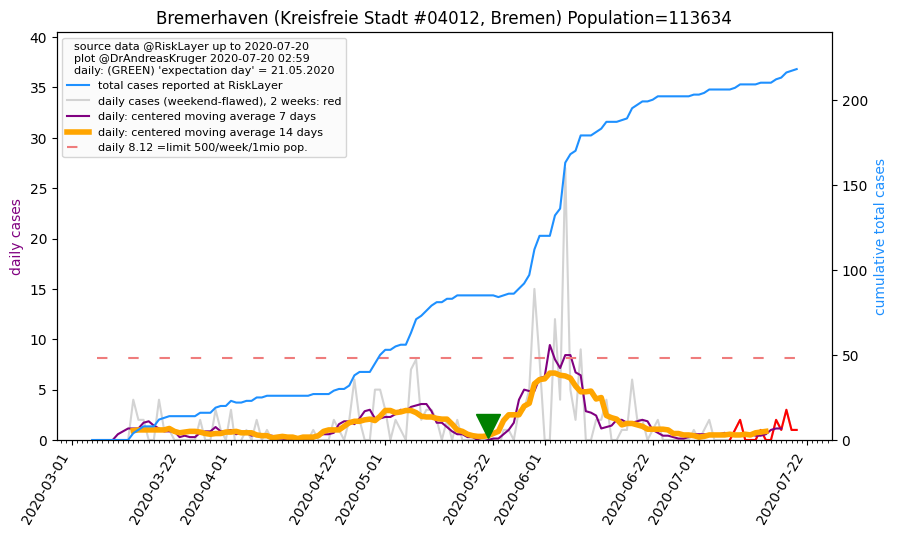 Bremerhaven (Kreisfreie Stadt #04012, Bremen) Population=113634
source data @RiskLayer up to 2020-07-20
plot @DrAndreasKruger 2020-07-20 02:59
daily: (GREEN) 'expectation day' = 21.05.2020
total cases reported at RiskLayer
daily cases (weekend-flawed), 2 weeks: red
daily: centered moving average 7 days
daily: centered moving average 14 days
daily 8.12 =limit 500/week/1mio pop.
daily cases
40
35
30
25
20
15
10
5
0
cumulative total cases
200
150
100
50
0
2020-03-01
2020-03-22
2020-04-01
2020-04-22
2020-05-01
2020-05-22
2020-06-01
2020-06-22
2020-07-01
2020-07-22